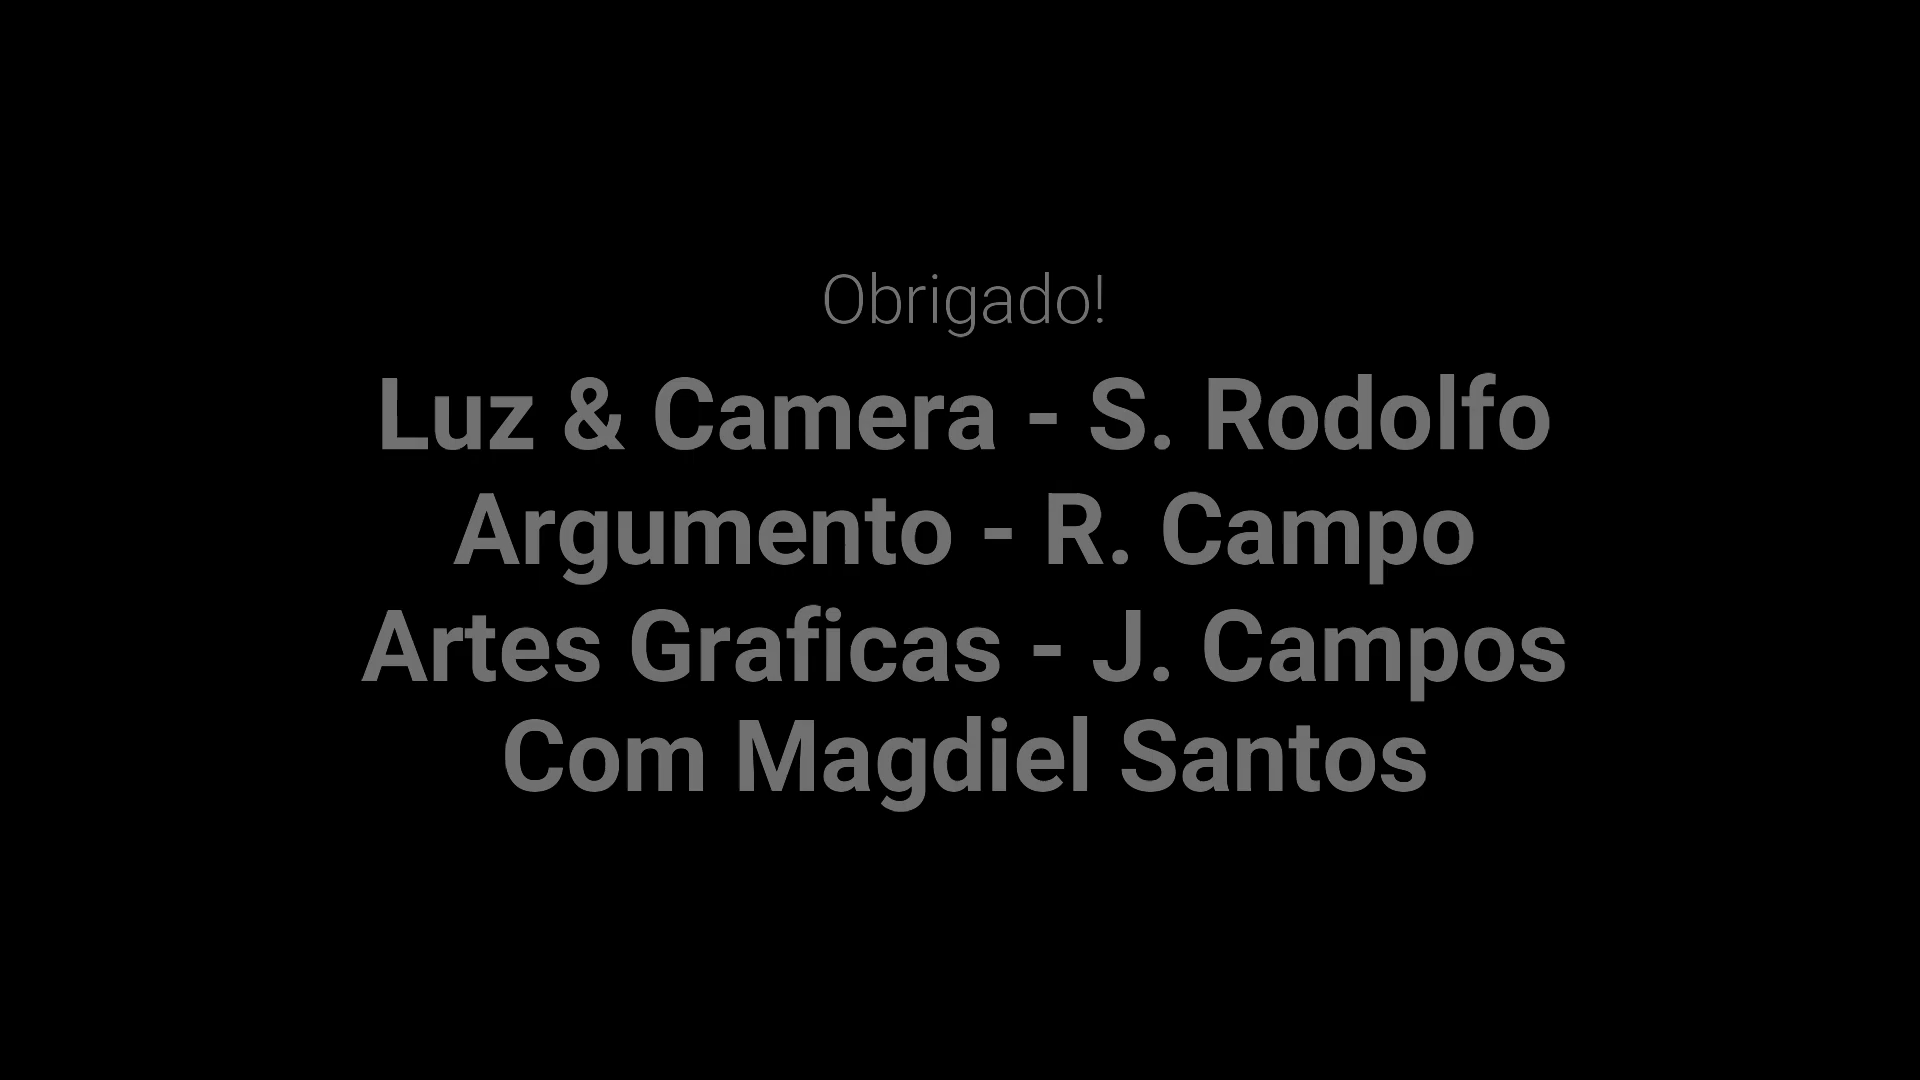 Obrigado!
Luz & Camera - S. Rodolfo
Argumento - R. Campo
Artes Graficas - J. Campos
Com Magdiel Santos